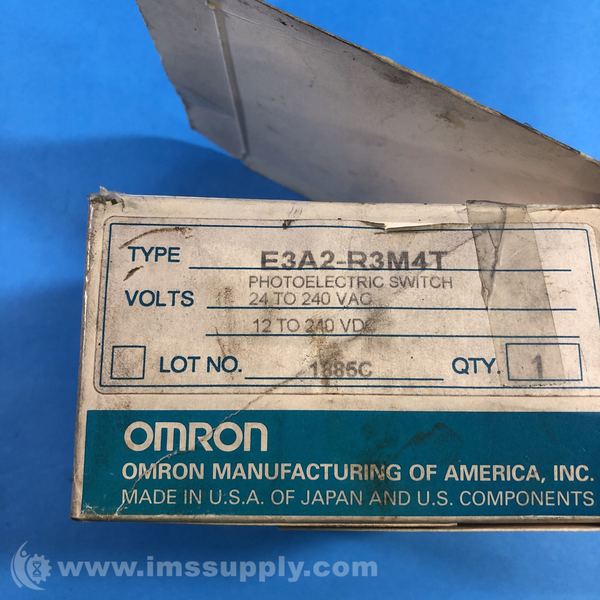 TYPE E3A2-R3M4T
PHOTOELECTRIC SWITCH
VOLTS 24 TO 240 VAC
12 TO 240 VDC
LOT NO. 1685C QTY. 1
OMRON
OMRON MANUFACTURING OF AMERICA, INC.
MADE IN U.S.A. OF JAPAN AND U.S. COMPONENTS
www.imssupply.com